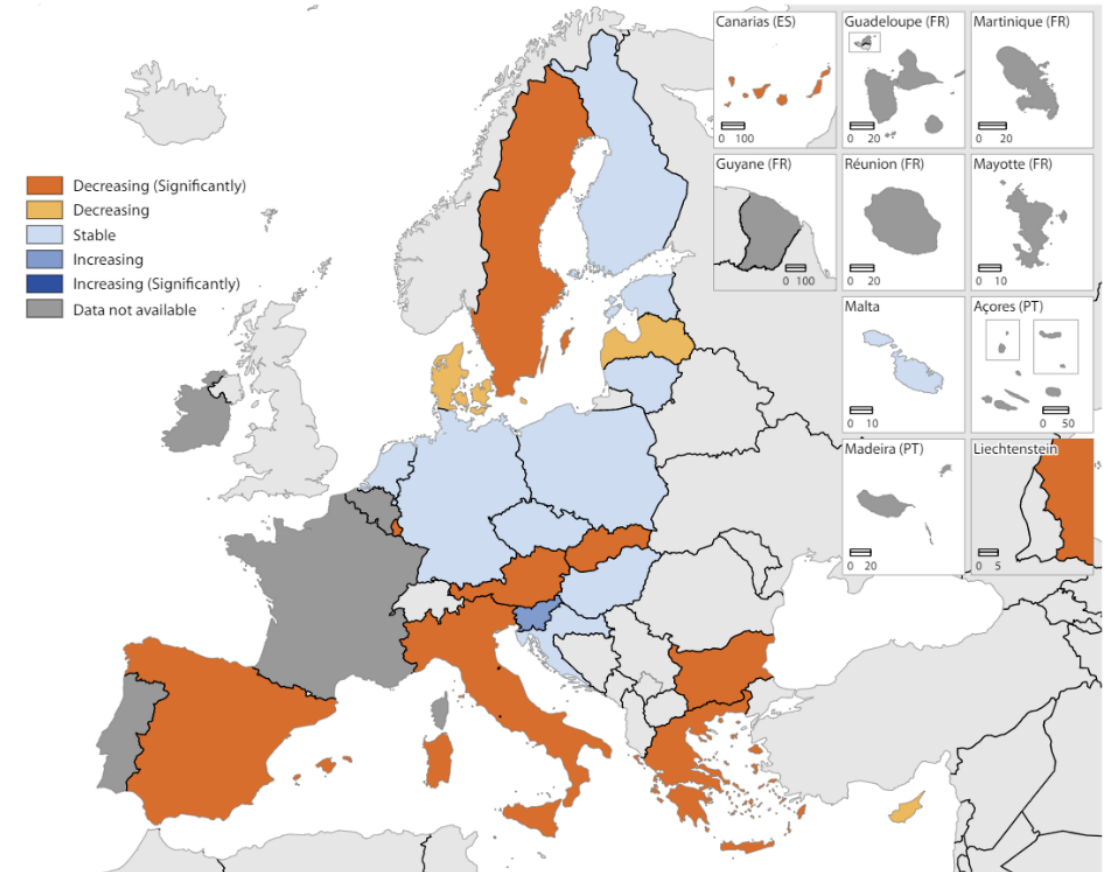 Canarias (ES)
0 100
Guadeloupe (FR)
0 20
Martinique (FR)
0 20
Guyane (FR)
0 100
Réunion (FR)
0 20
Mayotte (FR)
0 10
Decreasing (Significantly)
Decreasing
Stable
Increasing
Increasing (Significantly)
Data not available
Malta
0 10
Açores (PT)
0 50
Madeira (PT)
0 20
Liechtenstein
0 5